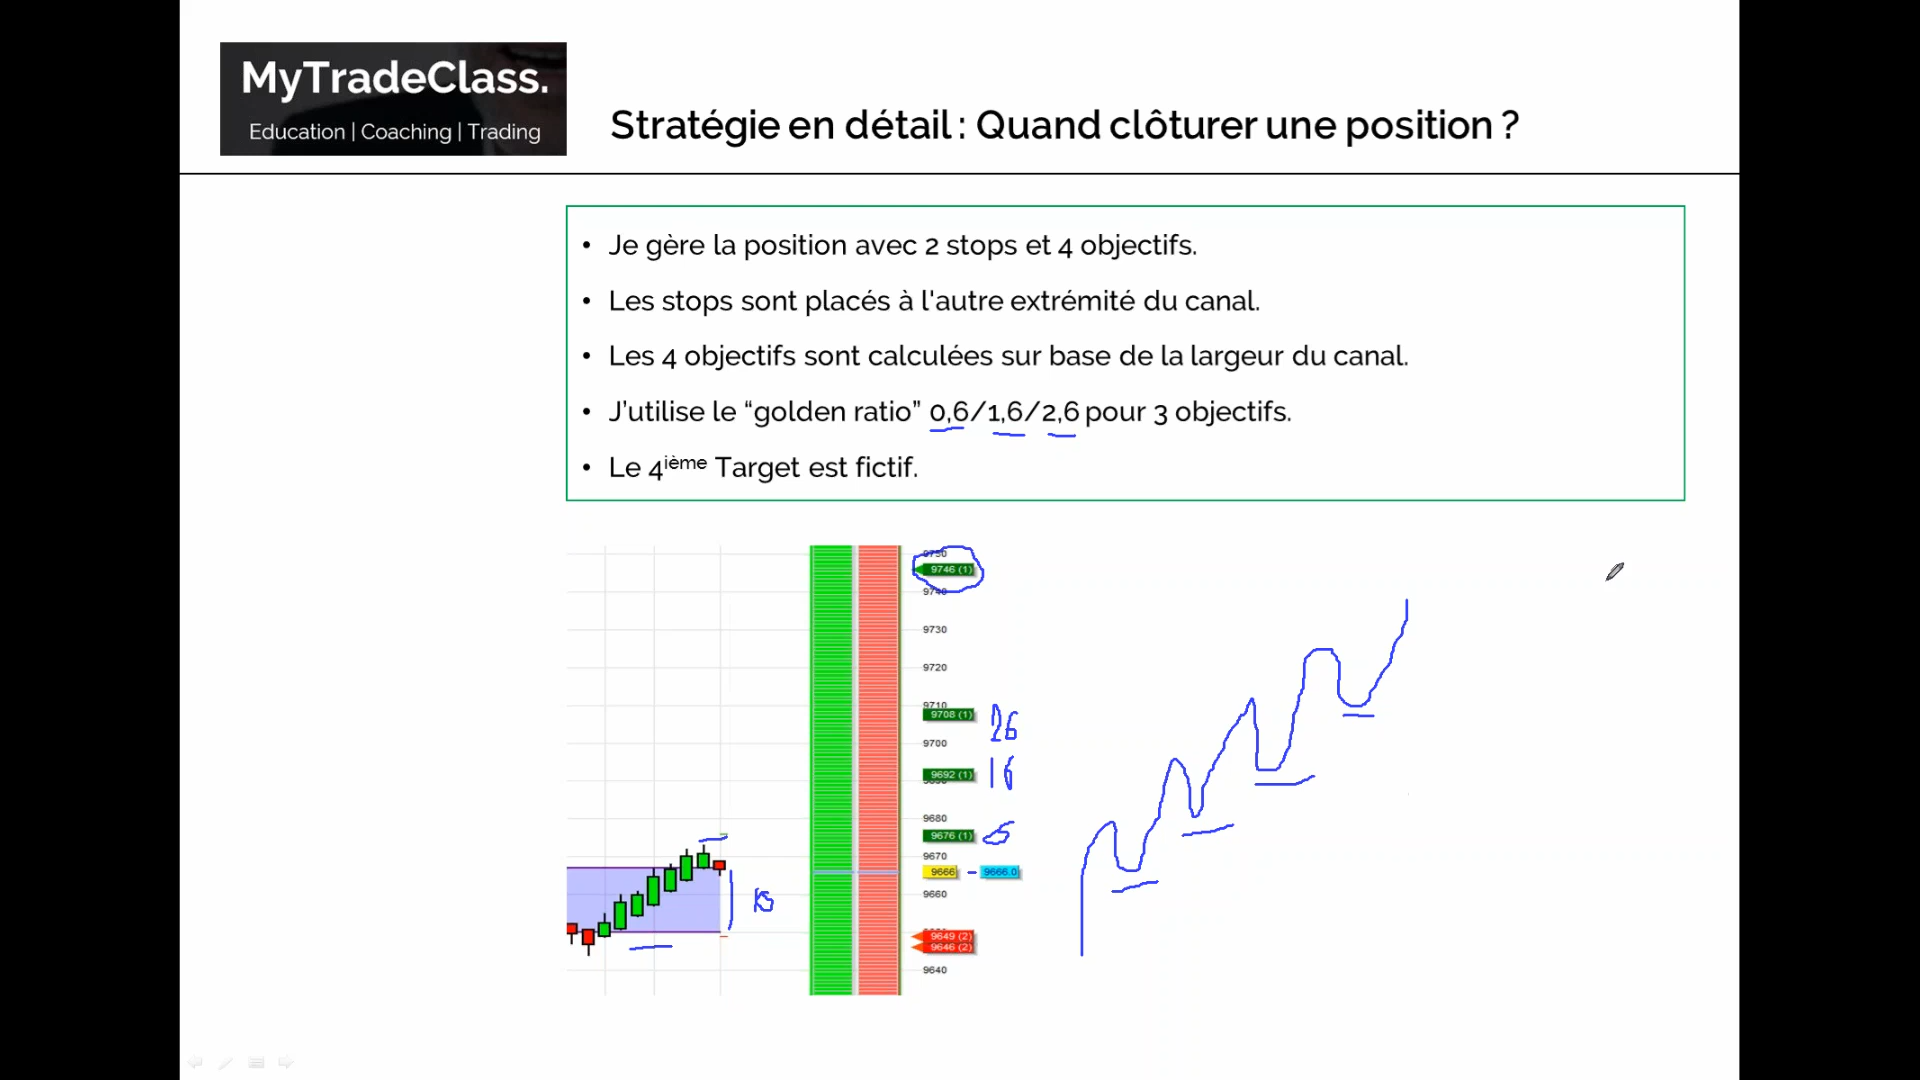 MyTradeClass.
Education | Coaching | Trading
Stratégie en détail : Quand clôturer une position ?
• Je gère la position avec 2 stops et 4 objectifs.
• Les stops sont placés à l'autre extrémité du canal.
• Les 4 objectifs sont calculées sur base de la largeur du canal.
• J'utilise le “golden ratio” 0,6/1,6/2,6 pour 3 objectifs.
• Le 4ième Target est fictif.
9750
9746 (1)
9740
9730
9720
9710
9708 (1)
26
9700
9692 (1)
16
9680
9676 (1)
9670
9666 - 9666.0
9660
9649 (2)
9646 (2)
9640